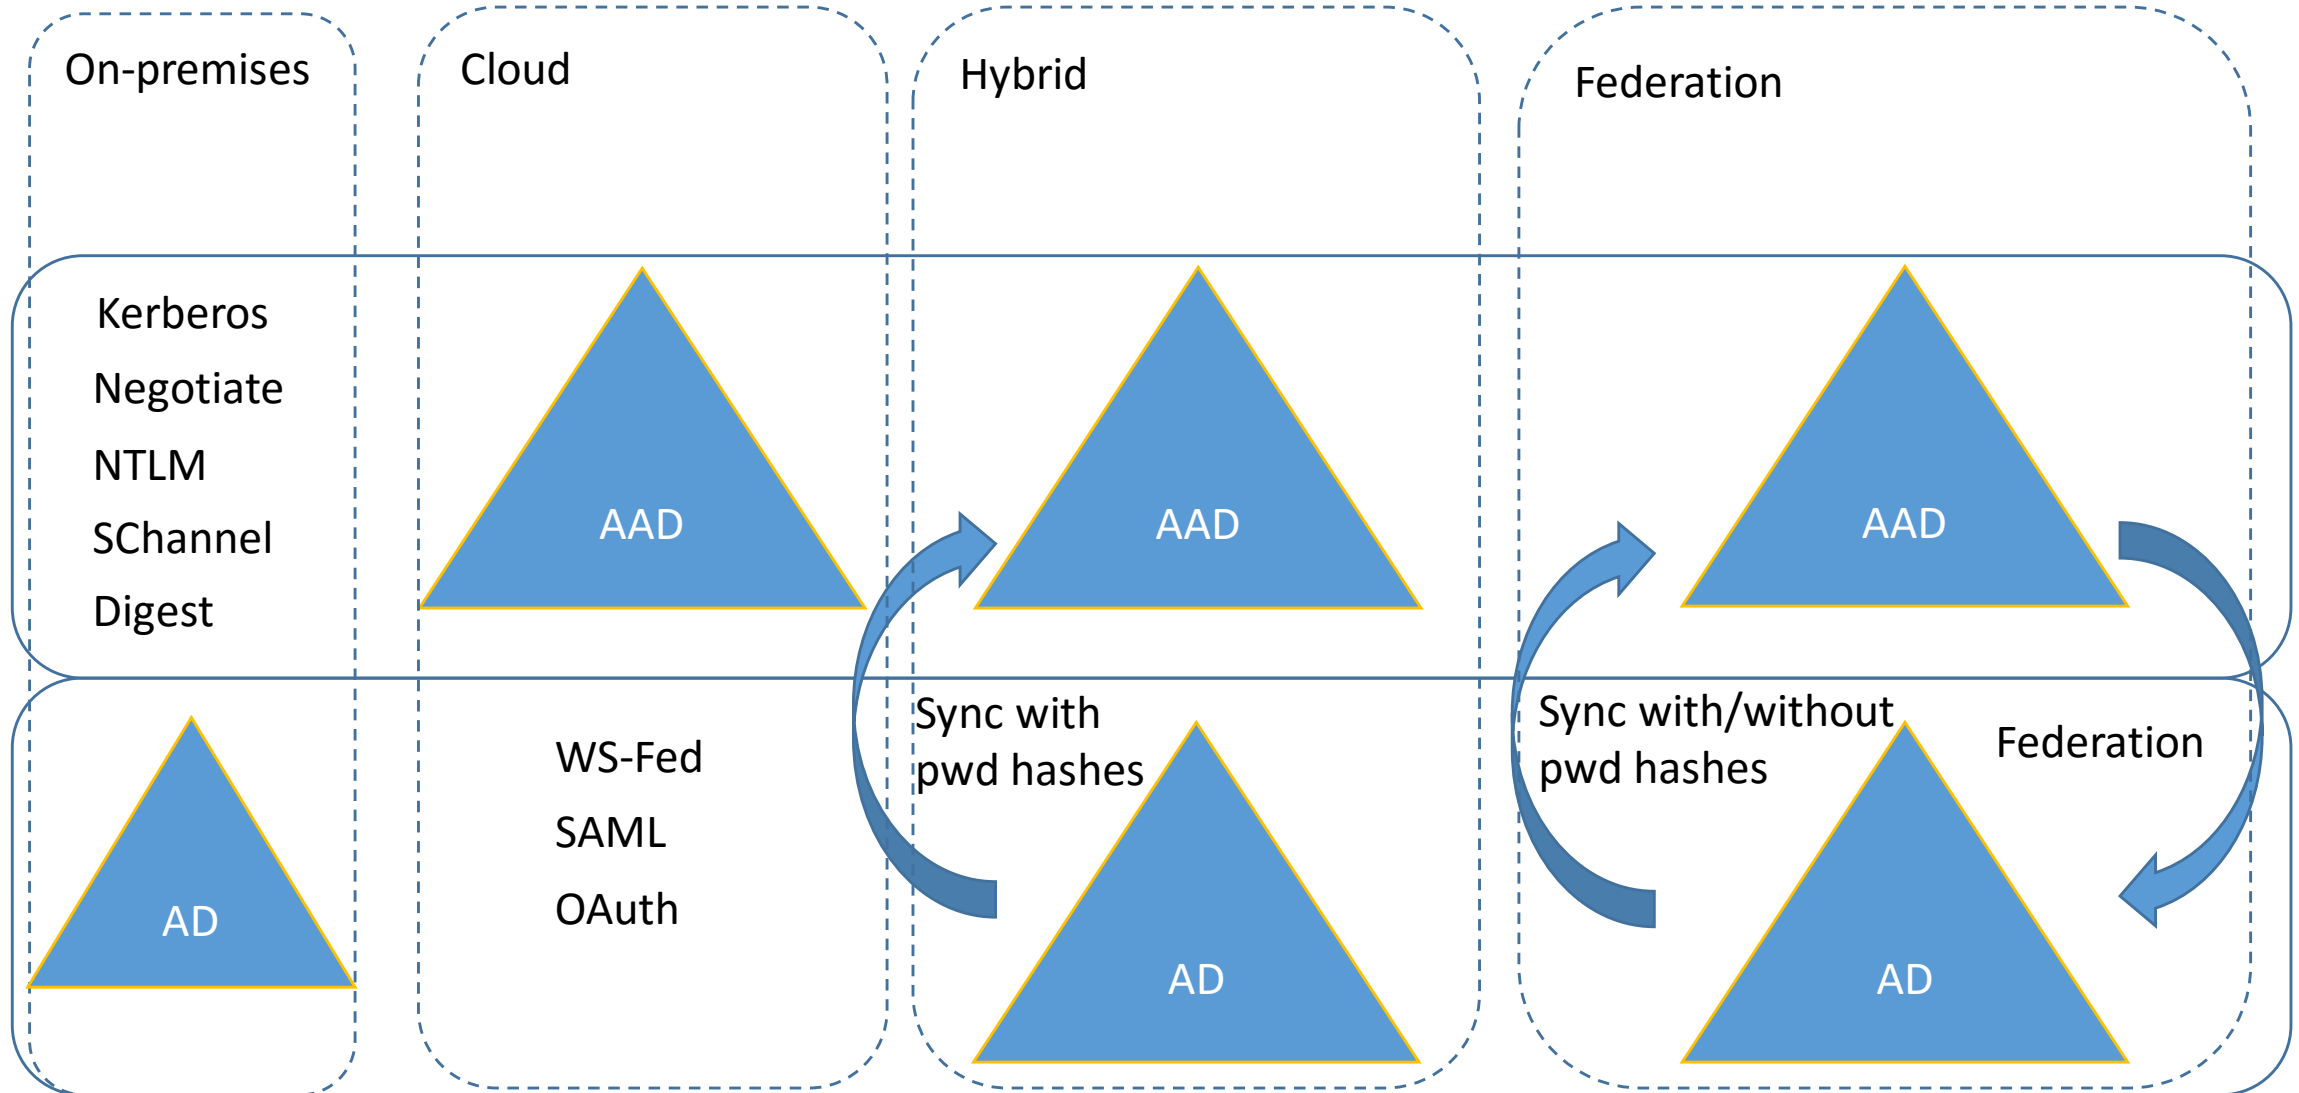 On-premises
Cloud
Hybrid
Federation
Kerberos
Negotiate
NTLM
SChannel
Digest
AAD
AAD
AAD
AD
WS-Fed
SAML
OAuth
Sync with
pwd hashes
AD
Sync with/without
pwd hashes
Federation
AD